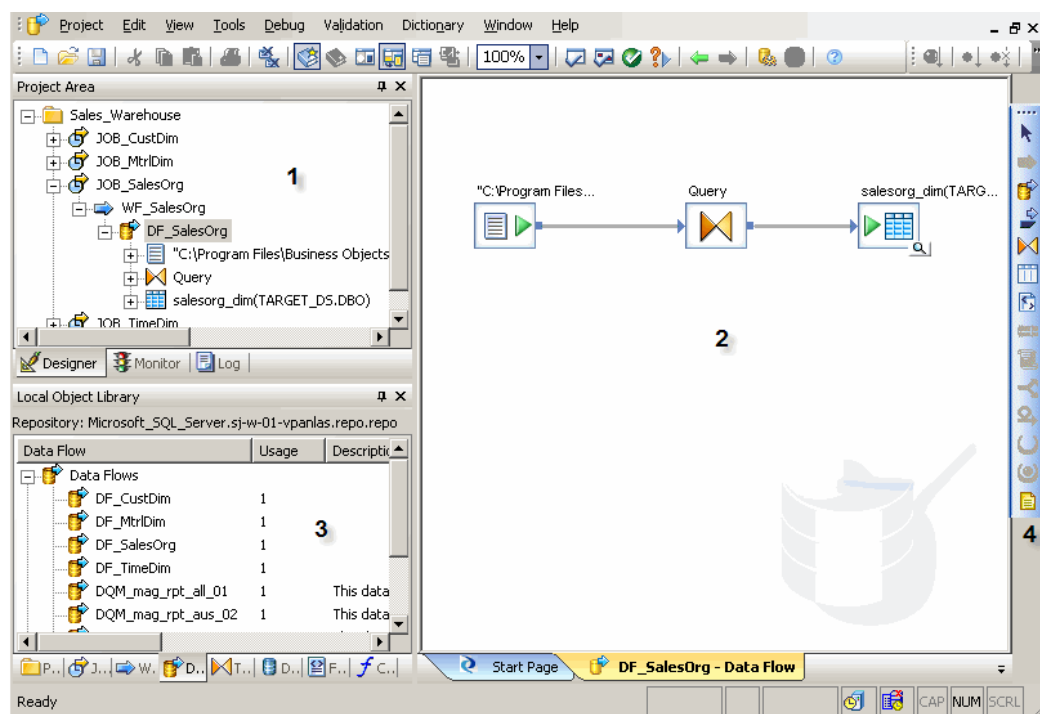 Project Edit View Tools Debug Validation Dictionary Window Help
100%
Project Area
Sales_Warehouse
JOB_CustDim
JOB_MtrlDim
JOB_SalesOrg
WF_SalesOrg
DF_SalesOrg
"C:\Program Files\Business Objects
Query
salesorg_dim(TARGET_DS.DBO)
JOB_TimeDim
1
Designer Monitor Log
"C:\Program Files... Query salesorg_dim(TARG...
2
Local Object Library
Repository: Microsoft_SQL_Server.sj-w-01-vpanlas.repo.repo
Data Flow Usage Descriptic
Data Flows
DF_CustDim 1
DF_MtrlDim 1
DF_SalesOrg 1
DF_TimeDim 1
DQM_mag_rpt_all_01 1 This data
DQM_mag_rpt_aus_02 1 This data
3
4
P.. J.. W. D.. T.. D.. F.. C..
Start Page DF_SalesOrg - Data Flow
Ready CAP NUM SCRL